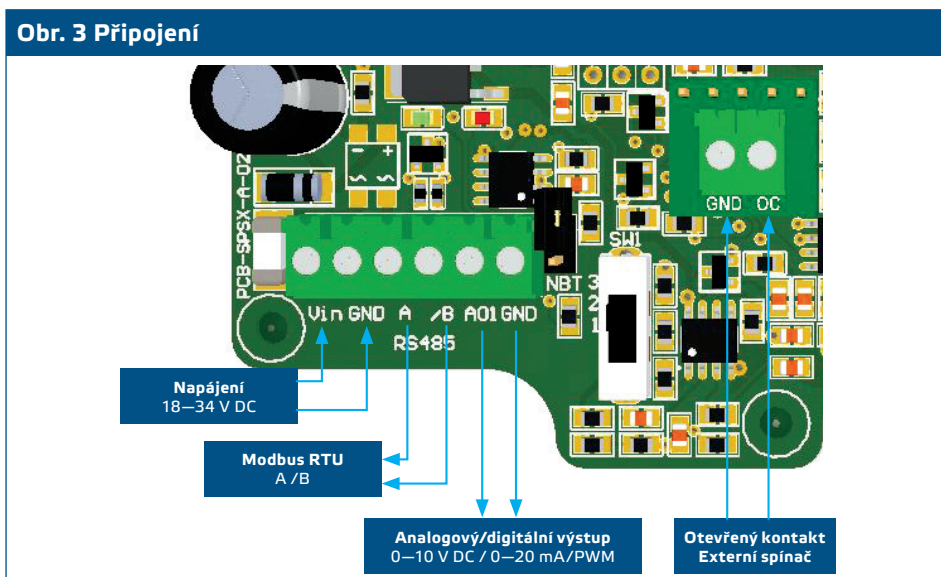 Obr. 3 Připojení
PCB-SPSX-A-02
GND OC
SW1
NBT 3
2
1
Vin GND A /B AO1 GND
RS485
Napájení
18—34 V DC
Modbus RTU
A /B
Analogový/digitální výstup
0—10 V DC / 0—20 mA/PWM
Otevřený kontakt
Externí spínač